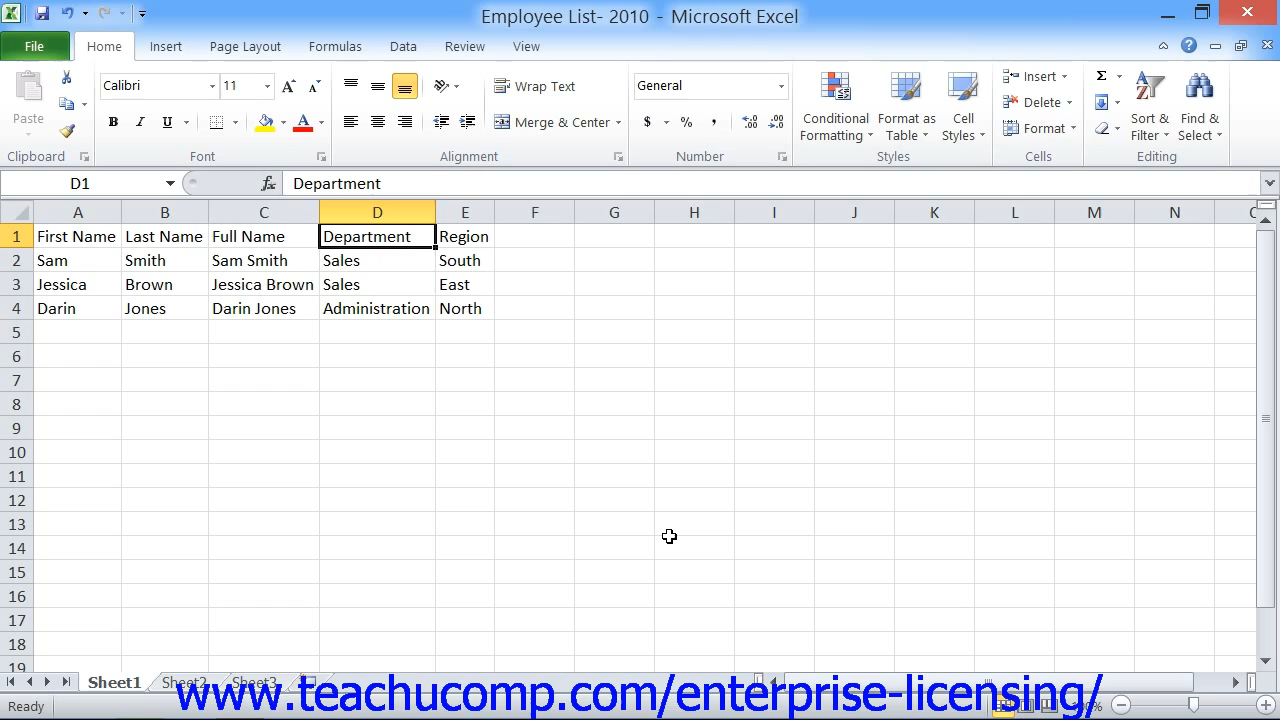 Employee List- 2010 - Microsoft Excel
File Home Insert Page Layout Formulas Data Review View
Paste
Clipboard
Calibri 11
B I U A
Font
Wrap Text
Merge & Center
Alignment
General
$ % ,
Number
Conditional Formatting
Format as Table
Cell Styles
Styles
Insert
Delete
Format
Cells
Σ
Sort & Filter
Find & Select
Editing
D1 fx Department
A B C D E F G H I J K L M N
1 First Name Last Name Full Name Department Region
2 Sam Smith Sam Smith Sales South
3 Jessica Brown Jessica Brown Sales East
4 Darin Jones Darin Jones Administration North
5
6
7
8
9
10
11
12
13
14
15
16
17
18
19
Sheet1 Sheet2 Sheet3
www.teachucomp.com/enterprise-licensing/
Ready